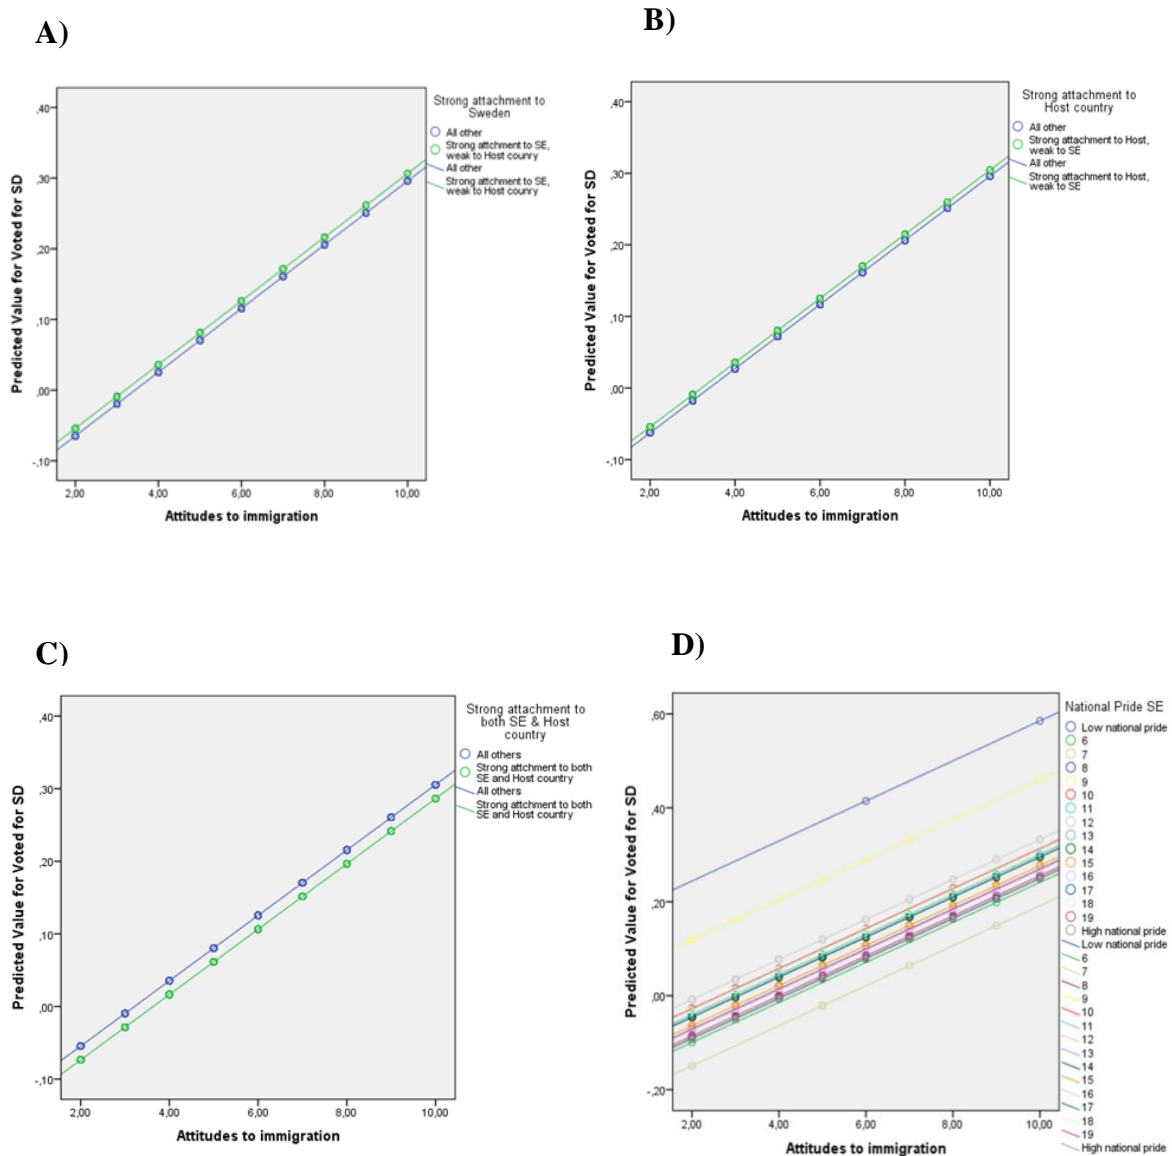 A)
Strong attachment to
Sweden
All other
Strong attchment to SE,
weak to Host counry
All other
Strong attchment to SE,
weak to Host counry
,40
,30
,20
,10
,00
-,10
2,00 4,00 6,00 8,00 10,00
Predicted Value for Voted for SD
Attitudes to immigration
B)
Strong attachment to
Host country
All other
Strong attachment to Host,
weak to SE
All other
Strong attachment to Host,
weak to SE
,40
,30
,20
,10
,00
-,10
2,00 4,00 6,00 8,00 10,00
Predicted Value for Voted for SD
Attitudes to immigration
C)
Strong attachment to
both SE & Host
country
All others
Strong attachment to both
SE and Host country
All others
Strong attachment to both
SE and Host country
,40
,30
,20
,10
,00
-,10
2,00 4,00 6,00 8,00 10,00
Predicted Value for Voted for SD
Attitudes to immigration
D)
National Pride SE
Low national pride
6
7
8
9
10
11
12
13
14
15
16
17
18
19
High national pride
Low national pride
6
7
8
9
10
11
12
13
14
15
16
17
18
19
High national pride
,60
,40
,20
,00
-,20
2,00 4,00 6,00 8,00 10,00
Predicted Value for Voted for SD
Attitudes to immigration